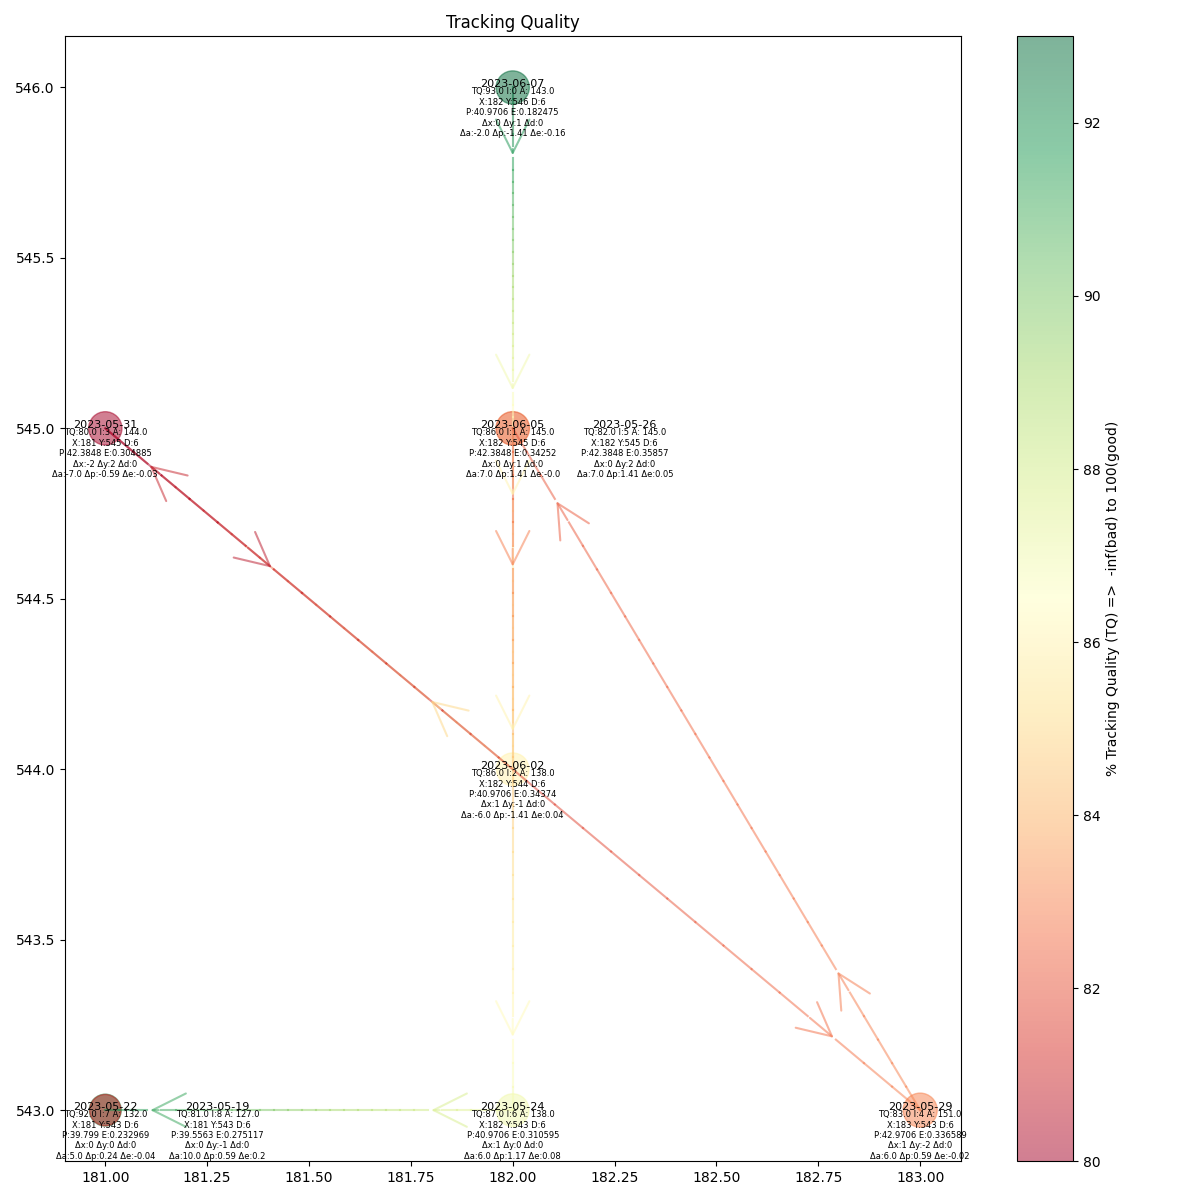 Tracking Quality
2023-06-07
TQ:93.0 I:0 A: 143.0
X:182 Y:546 D:6
P:40.9706 E:0.182475
Δx:0 Δy:1 Δd:0
Δa:-2.0 Δp:-1.41 Δe:-0.16
2023-05-31
TQ:80.0 I:3 A: 144.0
X:181 Y:545 D:6
P:42.3848 E:0.304885
Δx:-2 Δy:2 Δd:0
Δa:-7.0 Δp:-0.59 Δe:-0.03
2023-06-05
TQ:86.0 I:1 A: 145.0
X:182 Y:545 D:6
P:42.3848 E:0.34252
Δx:0 Δy:1 Δd:0
Δa:7.0 Δp:1.41 Δe:-0.0
2023-05-26
TQ:82.0 I:5 A: 145.0
X:182 Y:545 D:6
P:42.3848 E:0.35857
Δx:0 Δy:2 Δd:0
Δa:7.0 Δp:1.41 Δe:0.05
2023-06-02
TQ:86.0 I:2 A: 138.0
X:182 Y:544 D:6
P:40.9706 E:0.34374
Δx:1 Δy:-1 Δd:0
Δa:-6.0 Δp:-1.41 Δe:0.04
2023-05-22
TQ:92.0 I:7 A: 132.0
X:181 Y:543 D:6
P:39.799 E:0.232969
Δx:0 Δy:0 Δd:0
Δa:5.0 Δp:0.24 Δe:-0.04
2023-05-19
I:8 A: 127.0
X:181 Y:543 D:6
P:39.5563 E:0.275117
Δx:0 Δy:-1 Δd:0
Δa:10.0 Δp:0.59 Δe:0.2
2023-05-24
TQ:87.0 I:6 A: 138.0
X:182 Y:543 D:6
P:40.9706 E:0.310595
Δx:1 Δy:0 Δd:0
Δa:6.0 Δp:1.17 Δe:0.08
2023-05-29
TQ:83.0 I:4 A: 151.0
X:183 Y:543 D:6
P:42.9706 E:0.336589
Δx:1 Δy:-2 Δd:0
Δa:6.0 Δp:0.59 Δe:-0.02
546.0
545.5
545.0
544.5
544.0
543.5
543.0
181.00 181.25 181.50 181.75 182.00 182.25 182.50 182.75 183.00
92
90
88
86
84
82
80
% Tracking Quality (TQ) => -inf(bad) to 100(good)